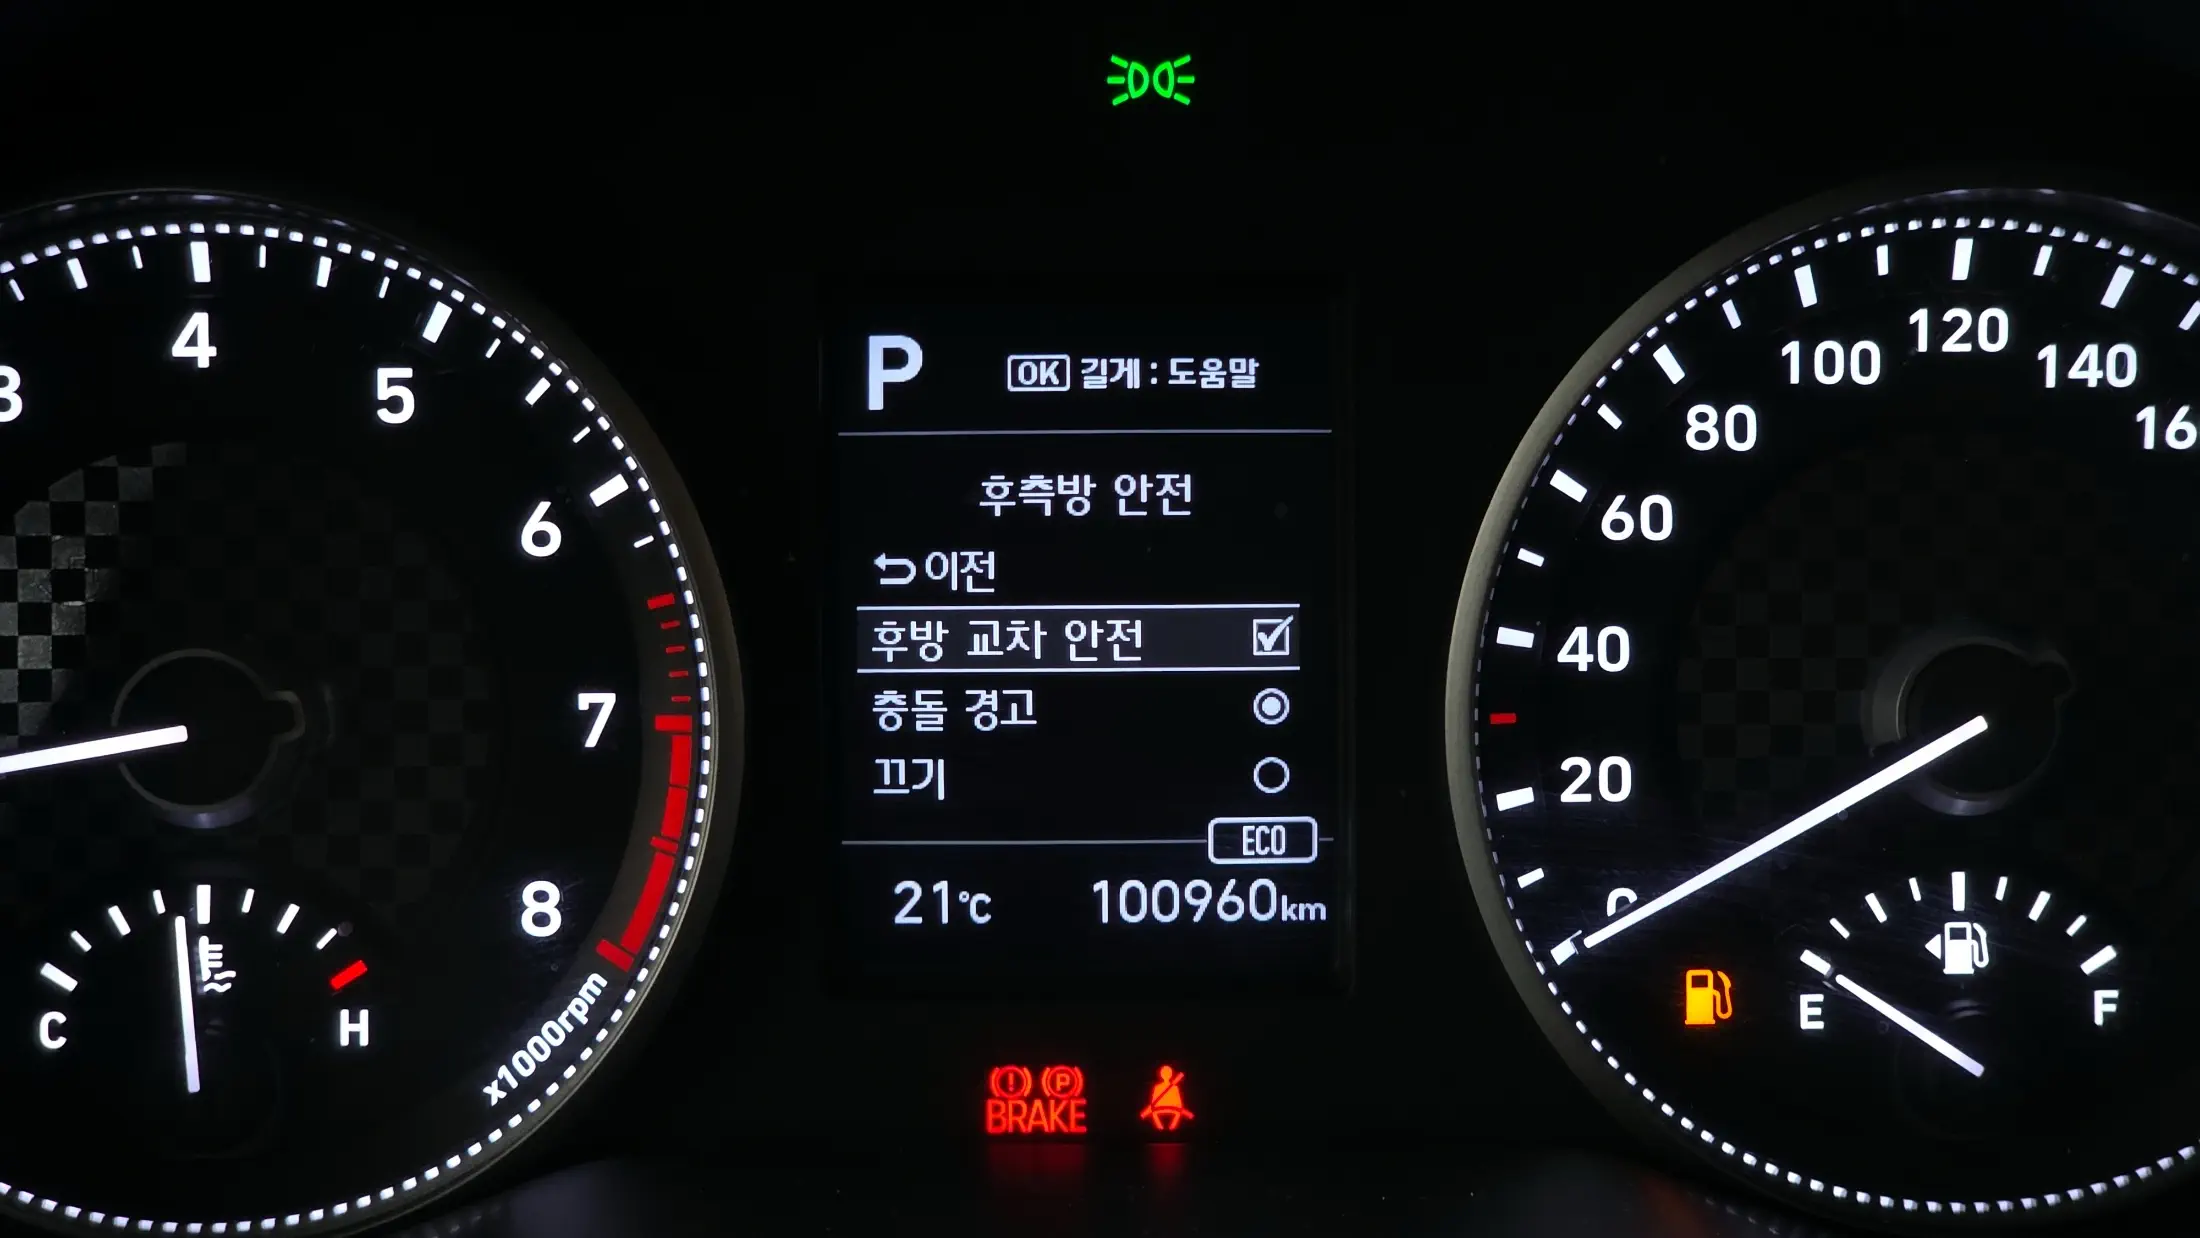 3
4
5
6
7
8
x1000rpm
C
H
P
OK 길게 : 도움말
후측방 안전
이전
후방 교차 안전
충돌 경고
끄기
ECO
21℃ 100960km
BRAKE
P
0
20
40
60
80
100
120
140
E
F